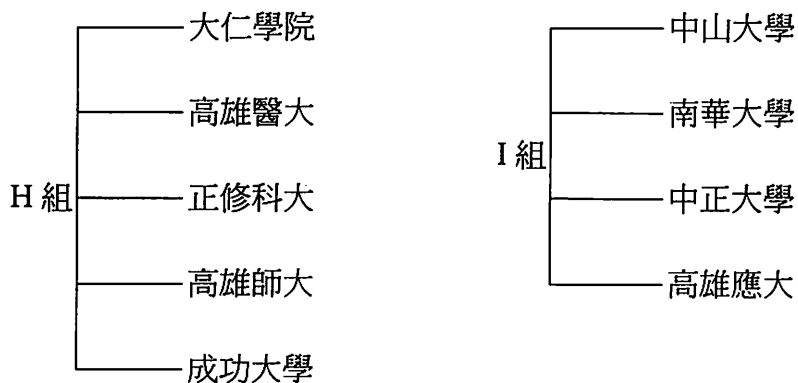 H組
大仁學院
高雄醫大
正修科大
高雄師大
成功大學
I組
中山大學
南華大學
中正大學
高雄應大